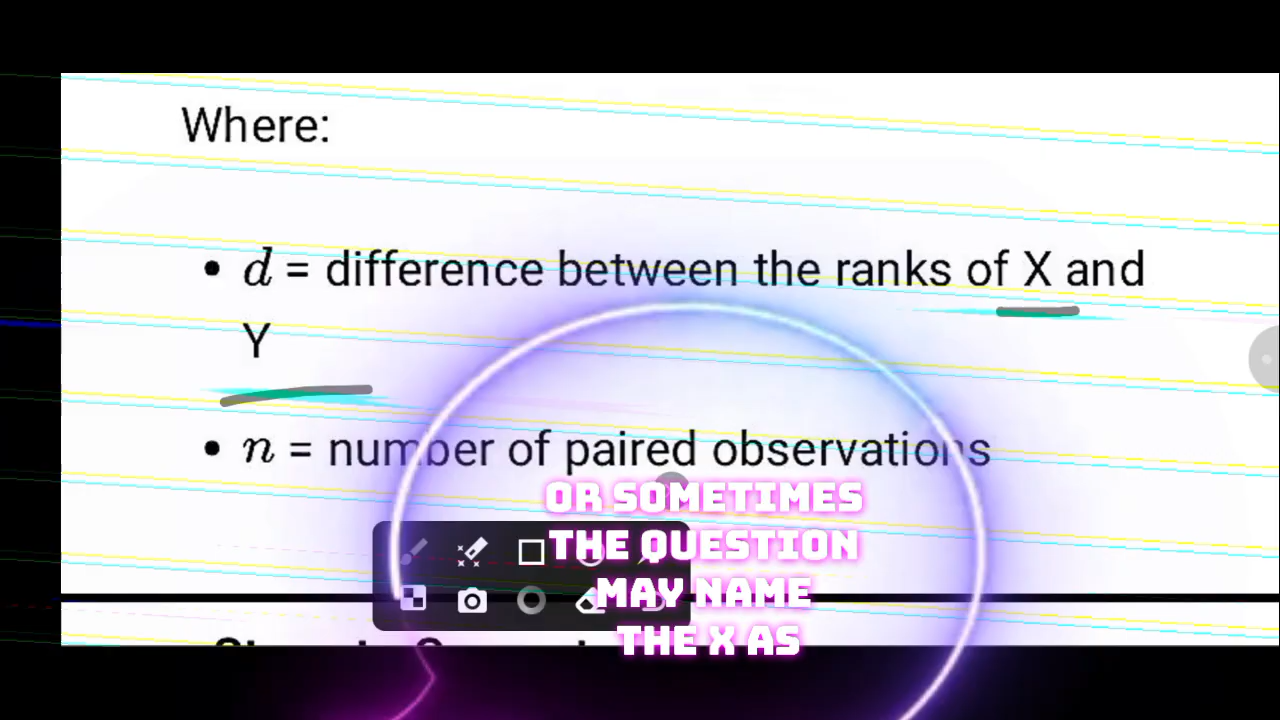 Where:
• d = difference between the ranks of X and
Y
• n = number of paired observations
OR SOMETIMES
THE QUESTION
MAY NAME
THE X AS